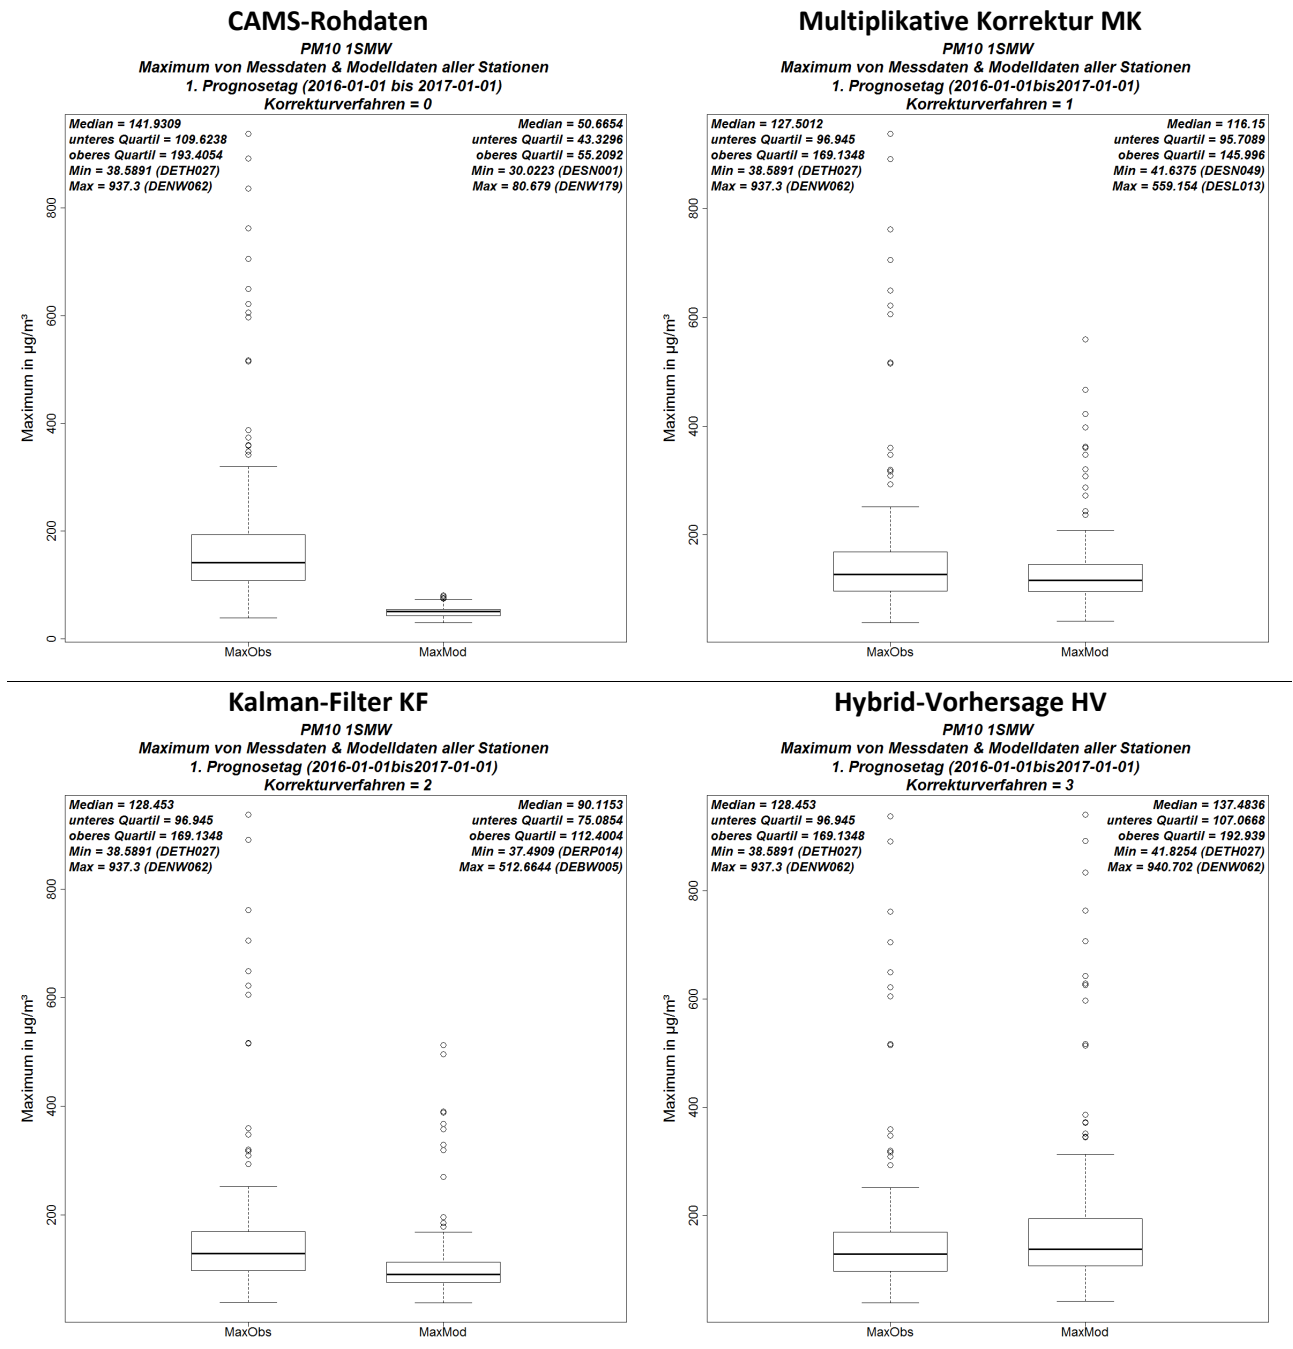 CAMS-Rohdaten
PM10 1SMW
Maximum von Messdaten & Modelldaten aller Stationen
1. Prognosetag (2016-01-01 bis 2017-01-01)
Korrekturverfahren = 0
Median = 141.9309
unteres Quartil = 109.6238
oberes Quartil = 193.4054
Min = 38.5891 (DETH027)
Max = 937.3 (DENW062)
Median = 50.6654
unteres Quartil = 43.3296
oberes Quartil = 55.2092
Min = 30.0223 (DESN001)
Max = 80.679 (DENW179)
Maximum in µg/m³
800
600
400
200
0
MaxObs
MaxMod
Multiplikative Korrektur MK
PM10 1SMW
Maximum von Messdaten & Modelldaten aller Stationen
1. Prognosetag (2016-01-01bis2017-01-01)
Korrekturverfahren = 1
Median = 127.5012
unteres Quartil = 96.945
oberes Quartil = 169.1348
Min = 38.5891 (DETH027)
Max = 937.3 (DENW062)
Median = 116.15
unteres Quartil = 95.7089
oberes Quartil = 145.996
Min = 41.6375 (DESN049)
Max = 559.154 (DESL013)
Maximum in µg/m³
800
600
400
200
MaxObs
MaxMod
Kalman-Filter KF
PM10 1SMW
Maximum von Messdaten & Modelldaten aller Stationen
1. Prognosetag (2016-01-01bis2017-01-01)
Korrekturverfahren = 2
Median = 128.453
unteres Quartil = 96.945
oberes Quartil = 169.1348
Min = 38.5891 (DETH027)
Max = 937.3 (DENW062)
Median = 90.1153
unteres Quartil = 75.0854
oberes Quartil = 112.4004
Min = 37.4909 (DERP014)
Max = 512.6644 (DEBW005)
Maximum in µg/m³
800
600
400
200
MaxObs
MaxMod
Hybrid-Vorhersage HV
PM10 1SMW
Maximum von Messdaten & Modelldaten aller Stationen
1. Prognosetag (2016-01-01bis2017-01-01)
Korrekturverfahren = 3
Median = 128.453
unteres Quartil = 96.945
oberes Quartil = 169.1348
Min = 38.5891 (DETH027)
Max = 937.3 (DENW062)
Median = 137.4836
unteres Quartil = 107.0668
oberes Quartil = 192.939
Min = 41.8254 (DETH027)
Max = 940.702 (DENW062)
Maximum in µg/m³
800
600
400
200
MaxObs
MaxMod